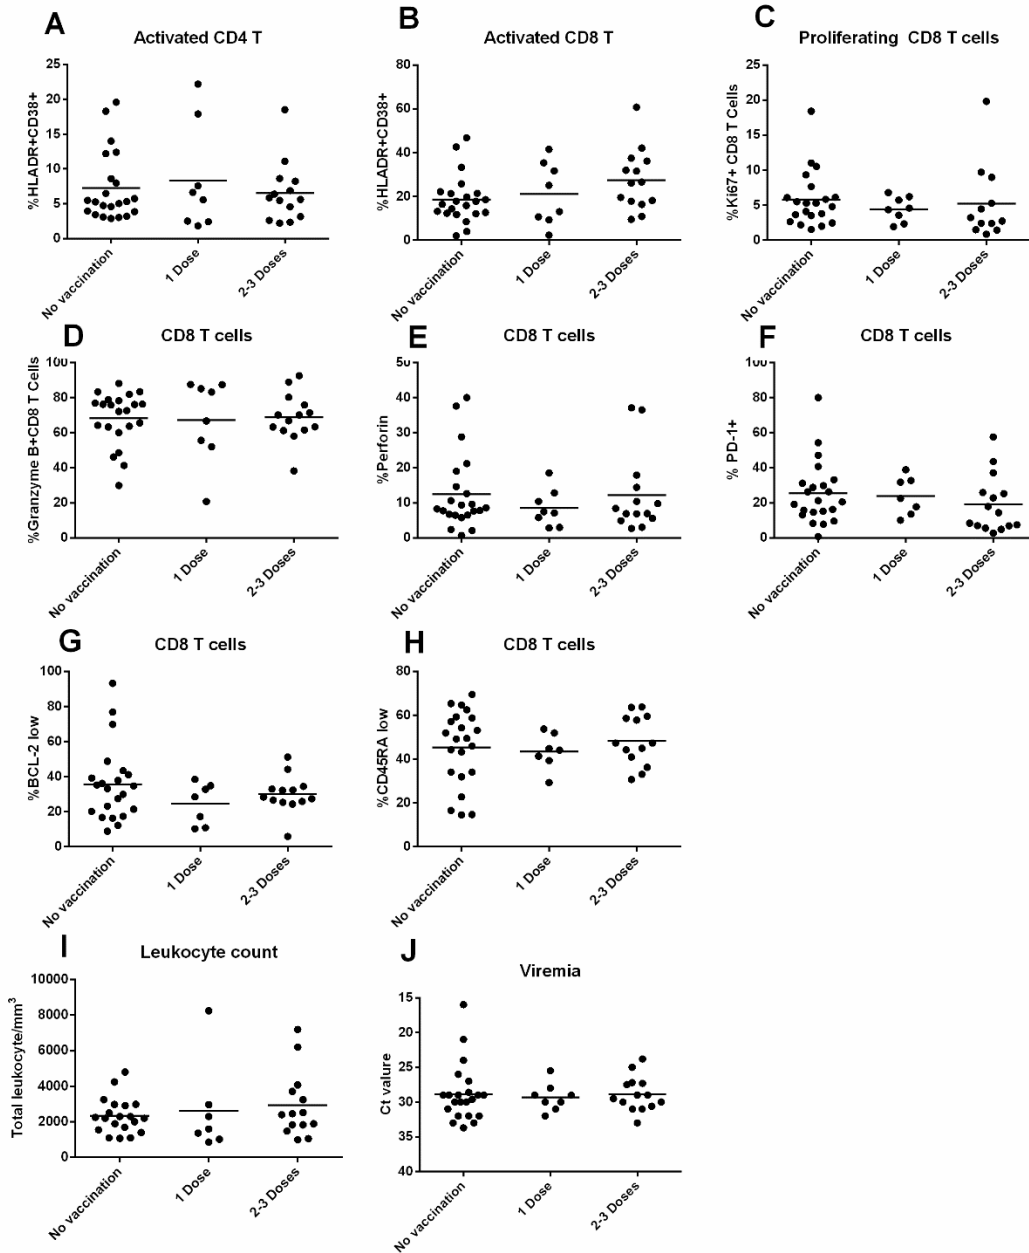 A
Activated CD4 T
%HLADR+CD38+
25
20
15
10
5
0
No vaccination
1 Dose
2-3 Doses
B
Activated CD8 T
%HLADR+CD38+
80
60
40
20
0
No vaccination
1 Dose
2-3 Doses
C
Proliferating CD8 T cells
%Ki67+ CD8 T Cells
25
20
15
10
5
0
No vaccination
1 Dose
2-3 Doses
D
CD8 T cells
%Granzyme B+CD8 T Cells
100
80
60
40
20
0
No vaccination
1 Dose
2-3 Doses
E
CD8 T cells
%Perforin
50
40
30
20
10
0
No vaccination
1 Dose
2-3 Doses
F
CD8 T cells
% PD-1+
100
80
60
40
20
0
No vaccination
1 Dose
2-3 Doses
G
CD8 T cells
%BCL-2 low
100
80
60
40
20
0
No vaccination
1 Dose
2-3 Doses
H
CD8 T cells
%CD45RA low
80
60
40
20
0
No vaccination
1 Dose
2-3 Doses
I
Leukocyte count
Total leukocyte/mm³
10000
8000
6000
4000
2000
0
No vaccination
1 Dose
2-3 Doses
J
Viremia
Ct valure
15
20
25
30
35
40
No vaccination
1 Dose
2-3 Doses